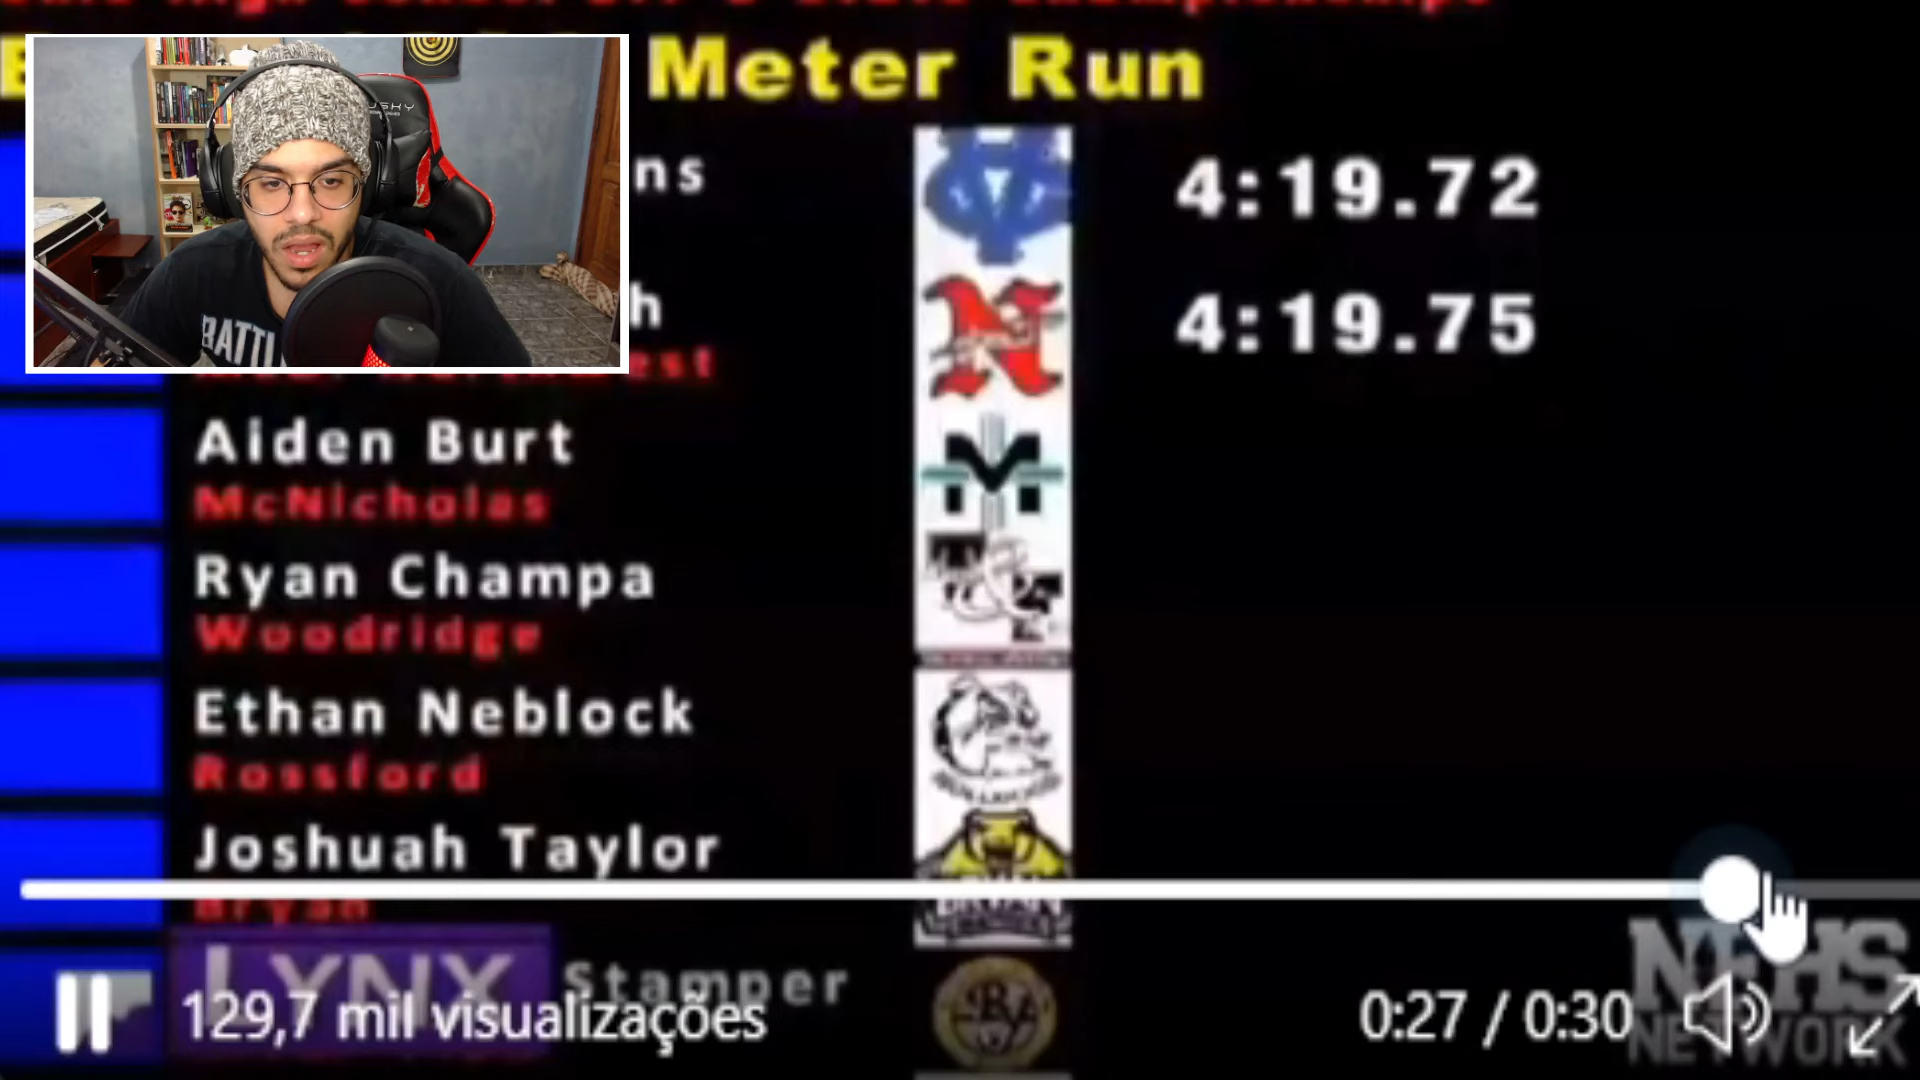 Meter Run
4:19.72
4:19.75
Aiden Burt
McNicholas
Ryan Champa
Woodridge
Ethan Neblock
Rossford
Joshuah Taylor
Bryan
LYNX Stamper
129,7 mil visualizações
0:27 / 0:30
NFHS
NETWORK